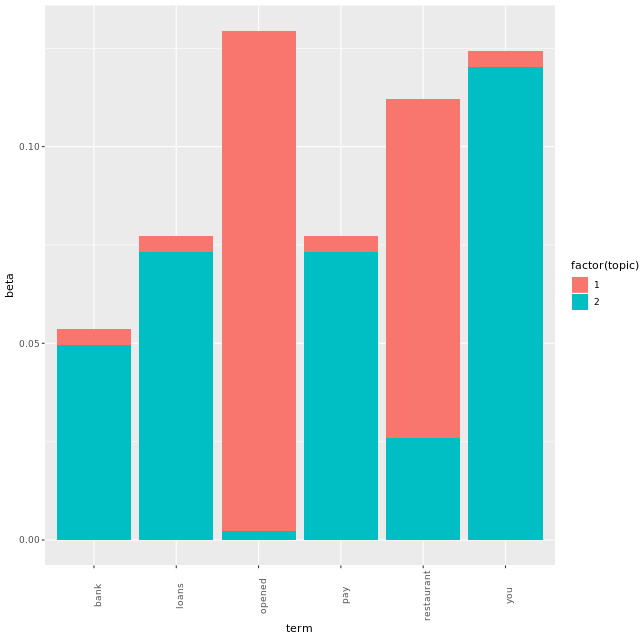 beta
0.10
0.05
0.00
bank
loans
opened
pay
restaurant
you
term
factor(topic)
1
2